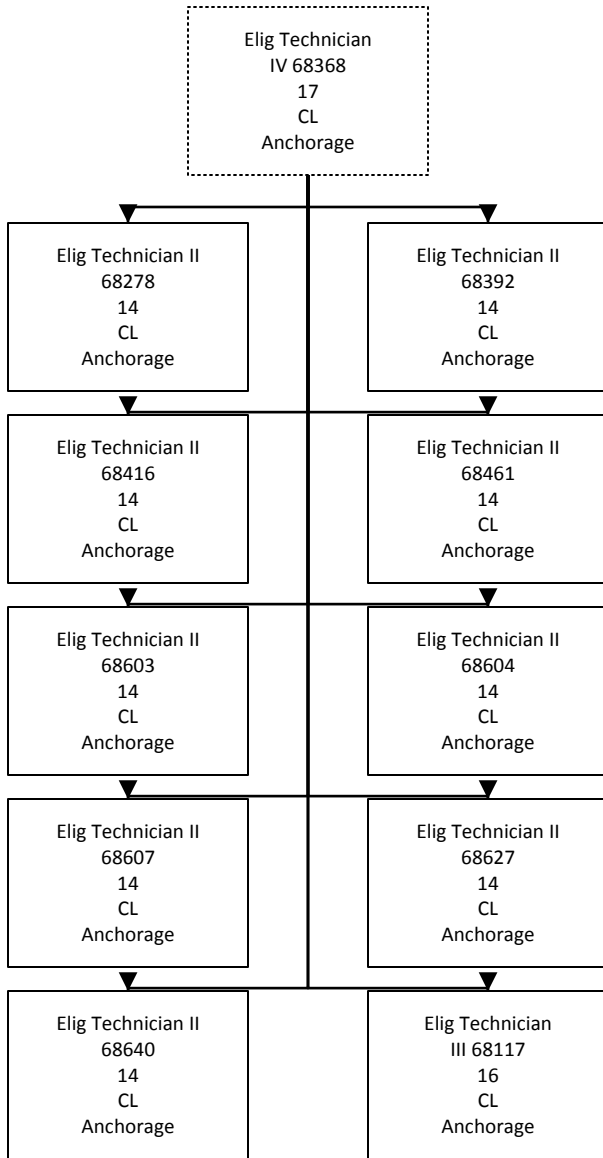 Elig Technician
IV 68368
17
CL
Anchorage
Elig Technician II
68278
14
CL
Anchorage
Elig Technician II
68392
14
CL
Anchorage
Elig Technician II
68416
14
CL
Anchorage
Elig Technician II
68461
14
CL
Anchorage
Elig Technician II
68603
14
CL
Anchorage
Elig Technician II
68604
14
CL
Anchorage
Elig Technician II
68607
14
CL
Anchorage
Elig Technician II
68627
14
CL
Anchorage
Elig Technician II
68640
14
CL
Anchorage
Elig Technician
III 68117
16
CL
Anchorage